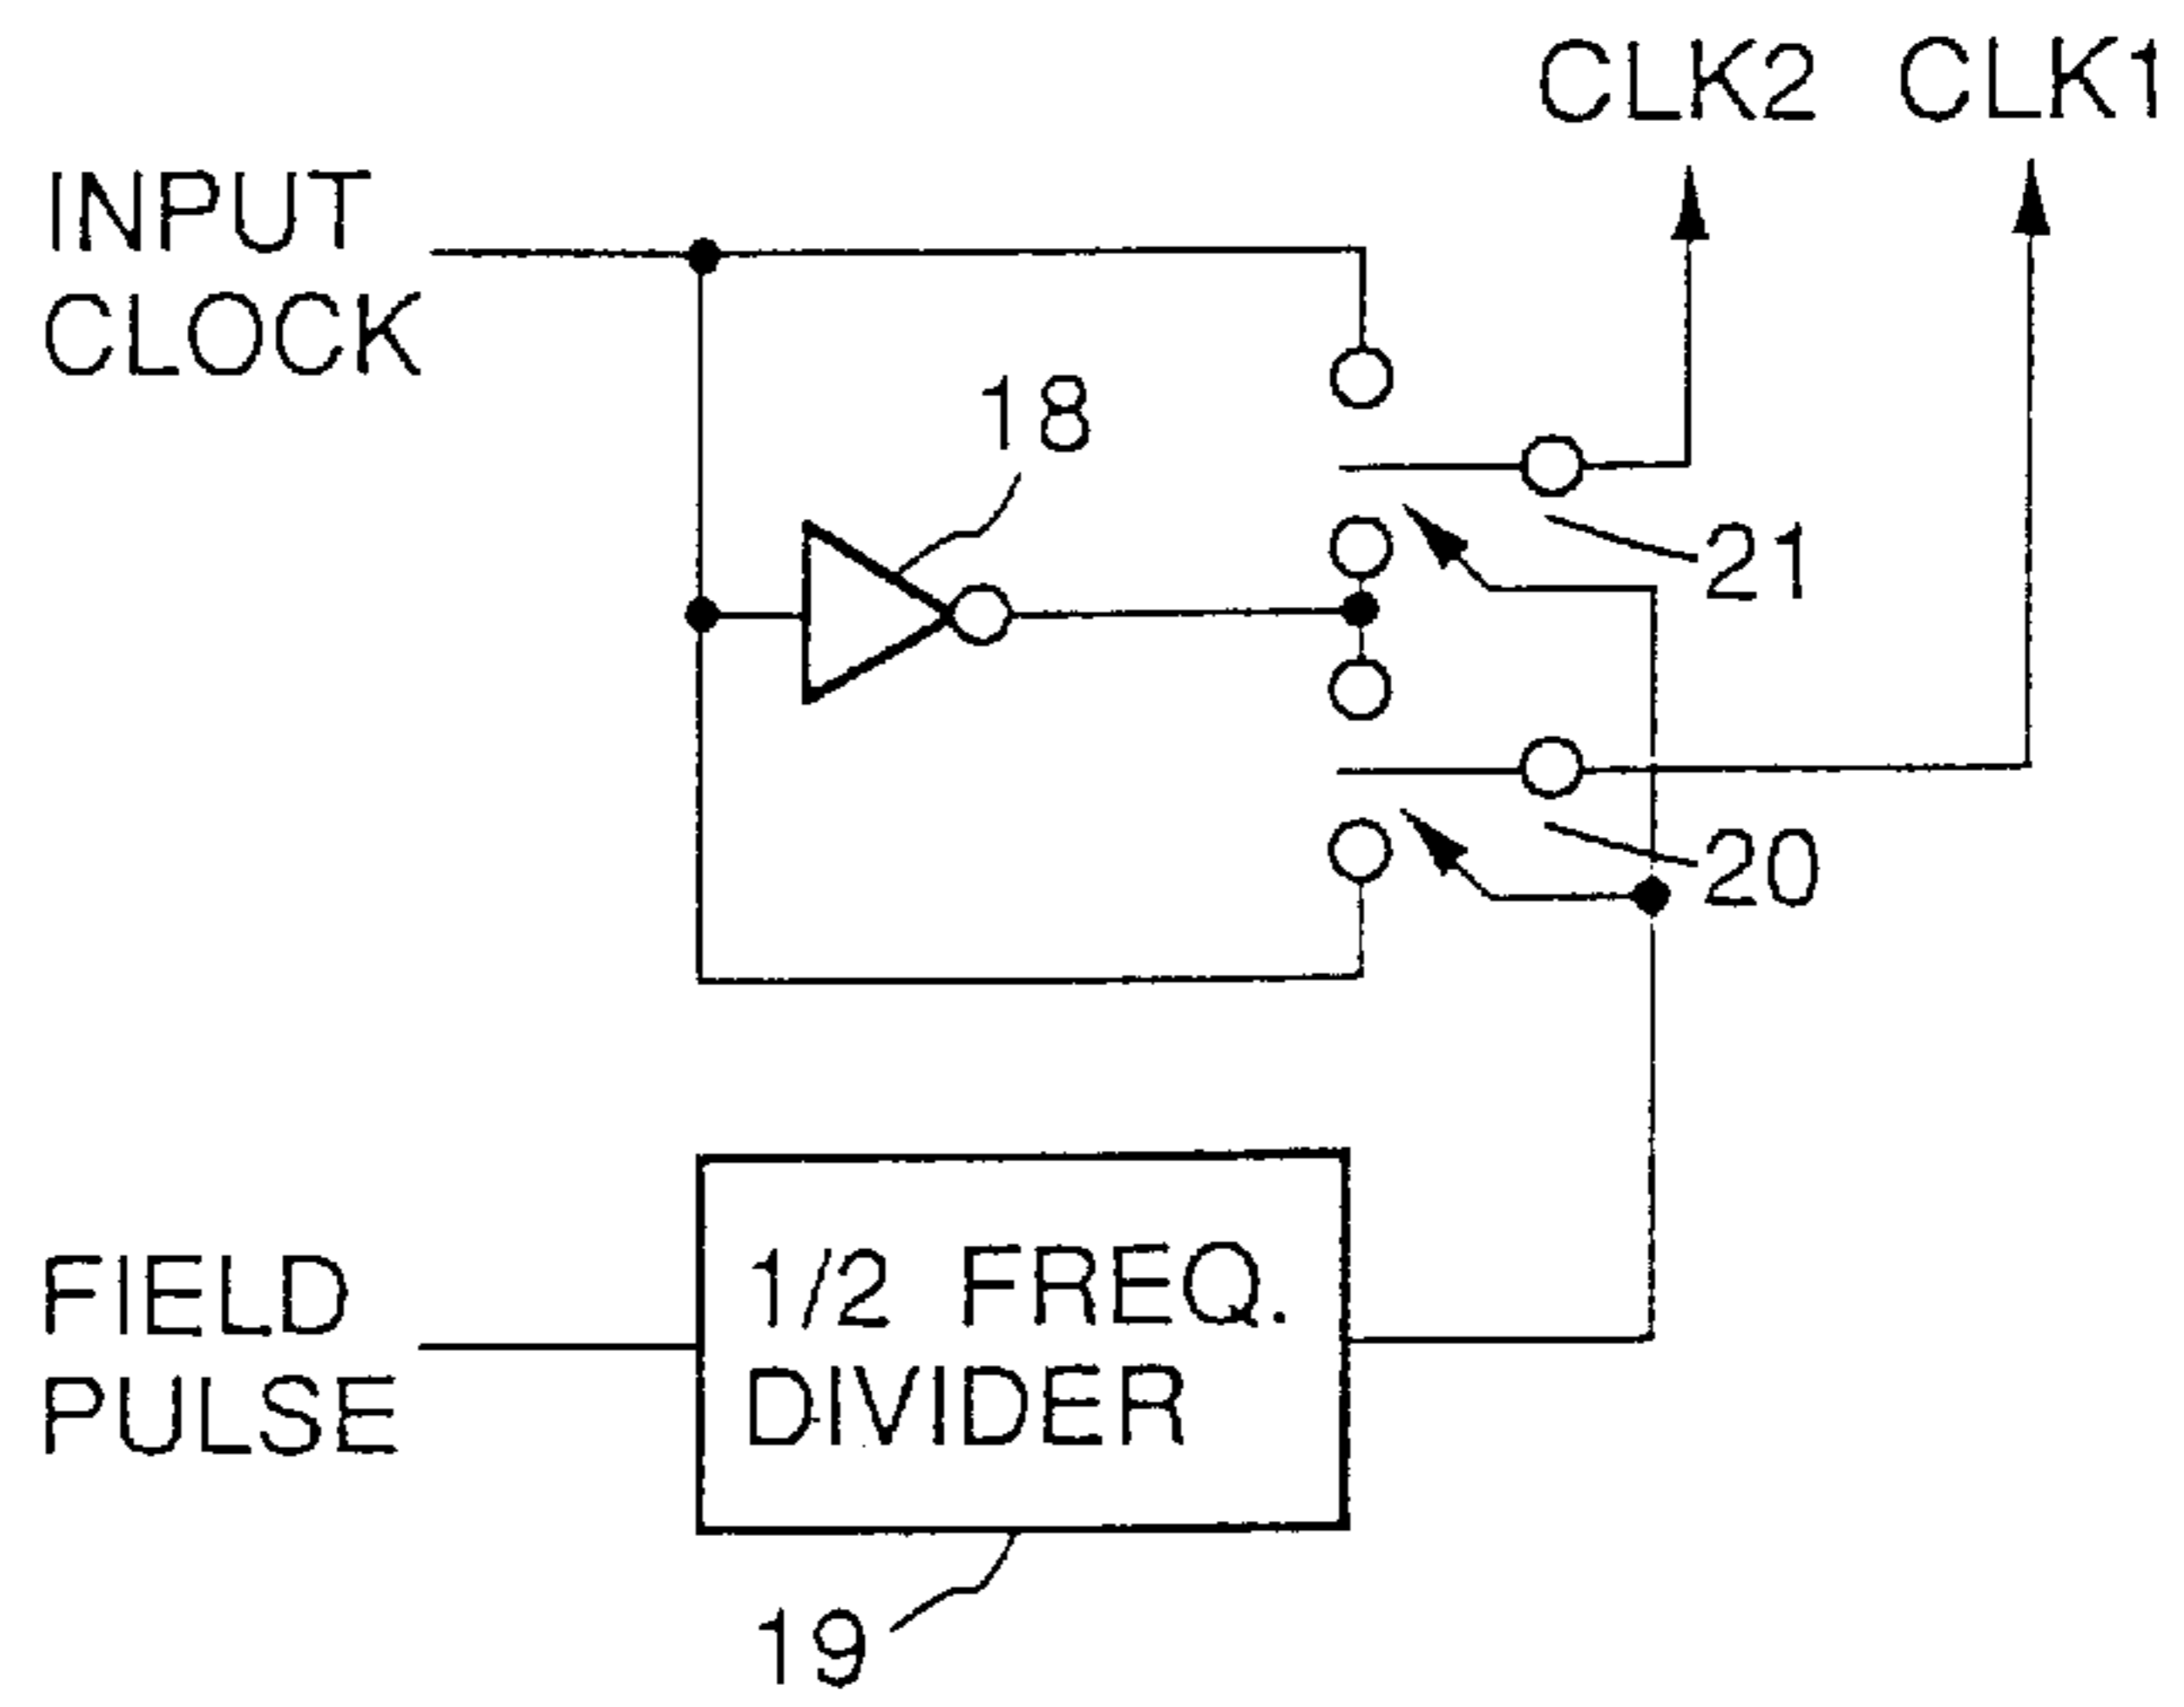 CLK2 CLK1
INPUT
CLOCK
18
21
20
1/2 FREQ.
DIVIDER
FIELD
PULSE
19